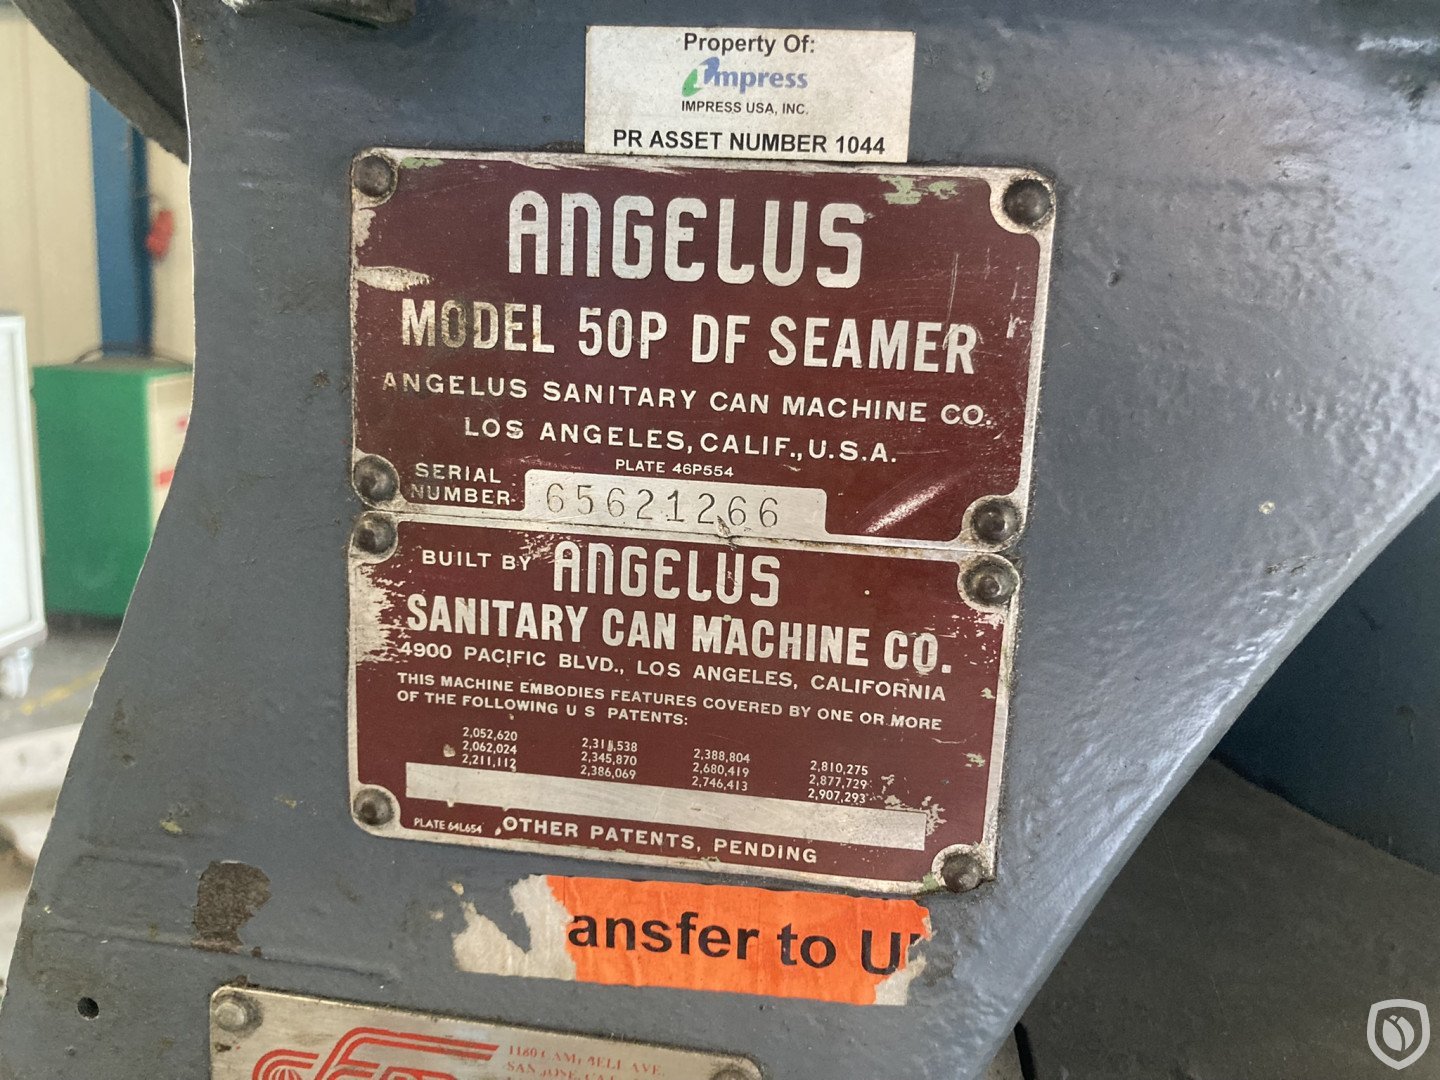 Property Of:
Impress
IMPRESS USA, INC.
PR ASSET NUMBER 1044
ANGELUS
MODEL 50P DF SEAMER
ANGELUS SANITARY CAN MACHINE CO.
LOS ANGELES, CALIF., U.S.A.
PLATE 46P554
SERIAL
NUMBER
65621266
BUILT BY ANGELUS
SANITARY CAN MACHINE CO.
4900 PACIFIC BLVD., LOS ANGELES, CALIFORNIA
THIS MACHINE EMBODIES FEATURES COVERED BY ONE OR MORE
OF THE FOLLOWING U S PATENTS:
2,052,620 2,388,804 2,810,275
2,062,024 2,345,870 2,680,419 2,877,729
2,211,112 2,386,069 2,746,413 2,907,293
PLATE 64L654
OTHER PATENTS, PENDING
ansfer to U
AVE.